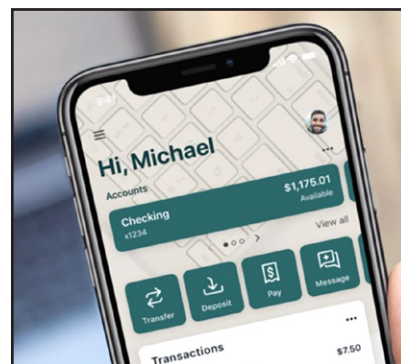 9:41
Hi, Michael
Accounts
Checking
x1234
$1,175.01
Available
View all
Transfer
Deposit
Pay
Message
Transactions
$7.50